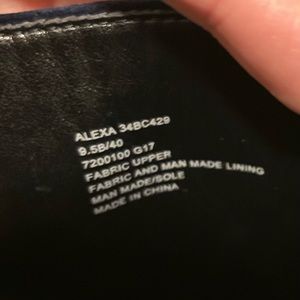 ALEXA 34BC429
9.5B/40
7200100 G17
FABRIC UPPER
FABRIC AND MAN MADE LINING
MAN MADE/SOLE
MADE IN CHINA